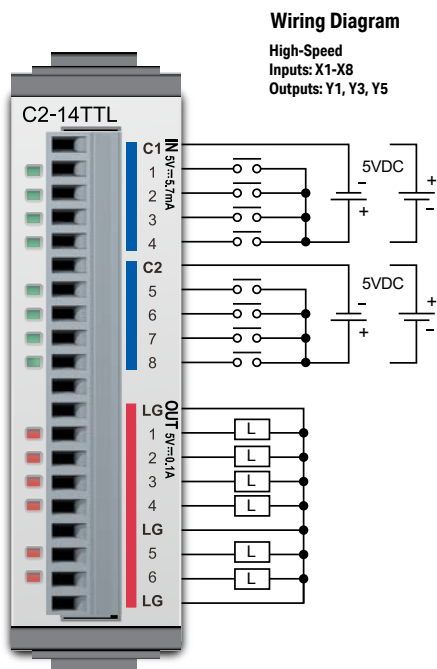 Wiring Diagram
High-Speed
Inputs: X1-X8
Outputs: Y1, Y3, Y5
C2-14TTL
IN 5V⎓5.7mA
C1
1
2
3
4
C2
5
6
7
8
5VDC
-
+
+
-
5VDC
-
+
+
-
OUT 5V⎓0.1A
LG
1
2
3
4
LG
5
6
LG
L
L
L
L
L
L